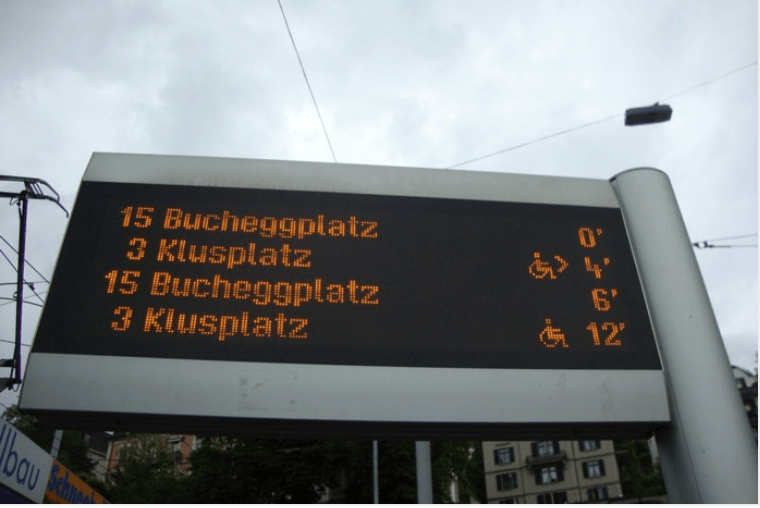 15 Bucheggplatz 0'
3 Klusplatz 4'
15 Bucheggplatz 6'
3 Klusplatz 12'